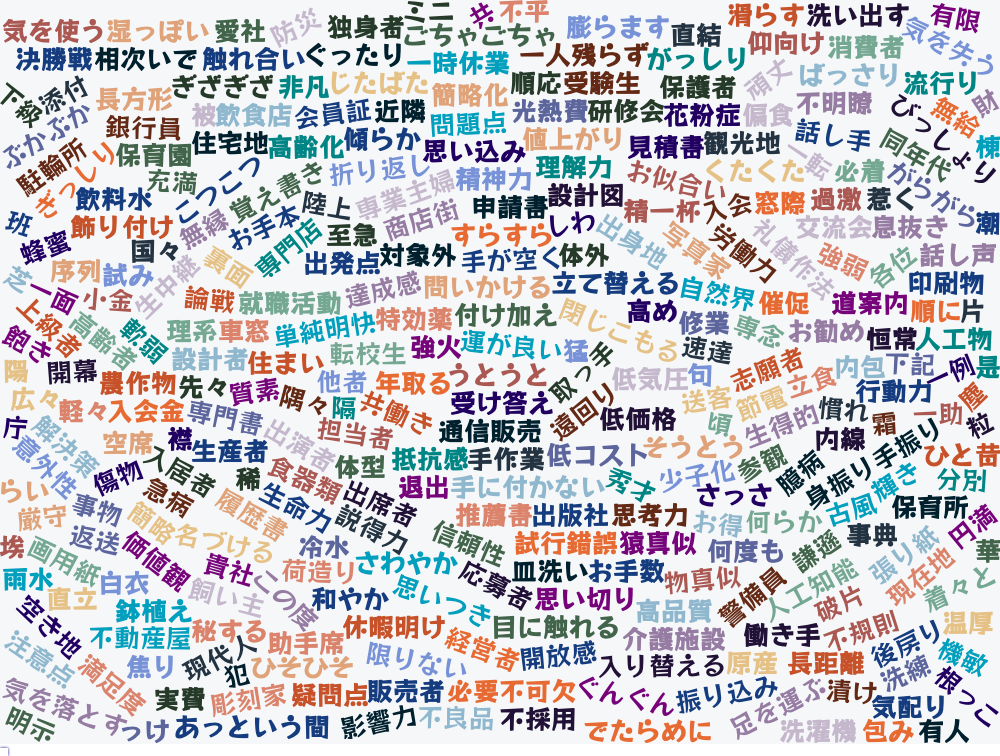 気を使う 湿っぽい 愛社 防災 独身者 ミニ 共 不平 膨らます 直結 滑らす 洗い出す 有限
ごちゃごちゃ 仰向け 消費者 気を失う
決勝戦 相次いで 触れ合い ぐったり 一時休業 一人残らず がっしり
添付 ぎざぎざ 非凡 じたばた 簡略化 順応 受験生 保護者 頑丈 ばっさり 流行り 財
ぶかぶか 長方形 被 飲食店 会員証 近隣 問題点 光熱費 研修会 花粉症 偏食 不明瞭 びっしょり 無給
銀行員 住宅地 高齢化 傾らか 思い込み 値上がり 見積書 観光地 話し手 同年代 棟
駐輪所 ぎっしり 保育園 充満 こつこつ 覚え書き 折り返し 精神力 理解力 お似合い くたくた 一転 必着 がらがら
飲料水 陸上 専業主婦 申請書 設計図 精一杯 入会 窓際 過激 惹く 潮
班 飾り付け 無縁 お手本 専門店 至急 商店街 すらすら しわ 出身地 写真家 労働力 礼儀作法 交流会 息抜き
蜂蜜 国々 裏面 出発点 対象外 手が空く 体外 強弱 各位 話し声
芝 序列 試み 生中継 論戦 就職活動 達成感 問いかける 立て替える 自然界 催促 道案内 印刷物
一面 小金 上級者 高齢者 軟弱 理系 車窓 単純明快 特効薬 付け加え 閉じこもる 高め 修業 専念 お勧め 順に 片
飽き 設計者 住まい 転校生 強火 運が良い 猛 速達 恒常 人工物
陽 開幕 農作物 先々 質素 隅々 他者 年取る うとうと 取っ手 低気圧 句 志願者 立食 内包 下記 一例 是
広々 軽々 入会金 専門書 隔 共働き 受け答え 遠回り 低価格 送客 節電 慣れ 行動力 塵
庁 解決策 空席 襟 生産者 出演者 担当者 通信販売 頃 生得的 内線 霜 一助 粒
意外性 傷物 入居者 稀 食器類 体型 抵抗感 手作業 低コスト そうとう 参観 臆病 身振り手振り ひと昔
らい 事物 急病 履歴書 生命力 出席者 退出 手に付かない 秀才 少子化 さっさ 古風 輝き 分別
厳守 返送 簡略名 づける 説得力 推薦書 出版社 思考力 お得 何らか 保育所
埃 画用紙 価値観 冷水 さわやか 信頼性 試行錯誤 猿真似 何度も 謙遜 事典 張り紙 円満 華
雨水 白衣 貴社 飼い主 この度 荷造り 応募者 皿洗い お手数 物真似 警備員 人工知能 現在地 着々と
空き地 直立 鉢植え 和やか 思いつき 思い切り 高品質 破片 温厚
注意点 不動産屋 秘する 助手席 休暇明け 経営者 目に触れる 介護施設 働き手 不規則 後戻り 機敏
満足度 焦り 現代人 犯 ひそひそ 限りない 開放感 入り替える 原産 長距離 洗練 根っこ
気を落とす 実費 彫刻家 疑問点 販売者 必要不可欠 ぐんぐん 振り込み 足を運ぶ 漬け 気配り
明示 っけ あっという間 影響力 不良品 不採用 でたらめに 洗濯機 包み 有人